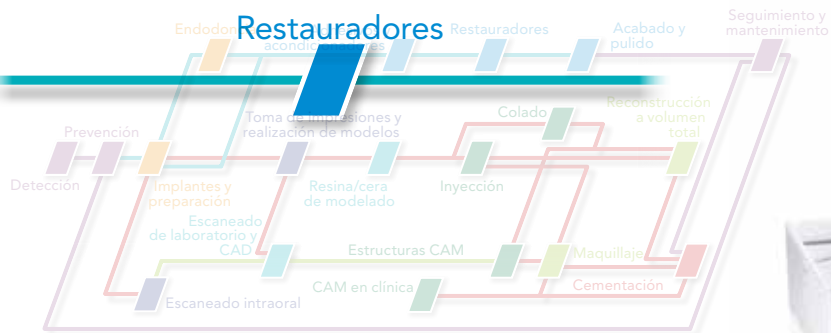 Restauradores
Seguimiento y
mantenimiento
Restauradores
Acabado y
pulido
acondicionadores
Reconstrucción
a volumen
total
Colado
Toma de impresiones y
realización de modelos
Prevención
Detección
Implantes y
preparación
Resina/cera
de modelado
Inyección
Escaneado
de laboratorio y
CAD
Estructuras CAM
Maquillaje
CAM en clínica
Cementación
Escaneado intraoral